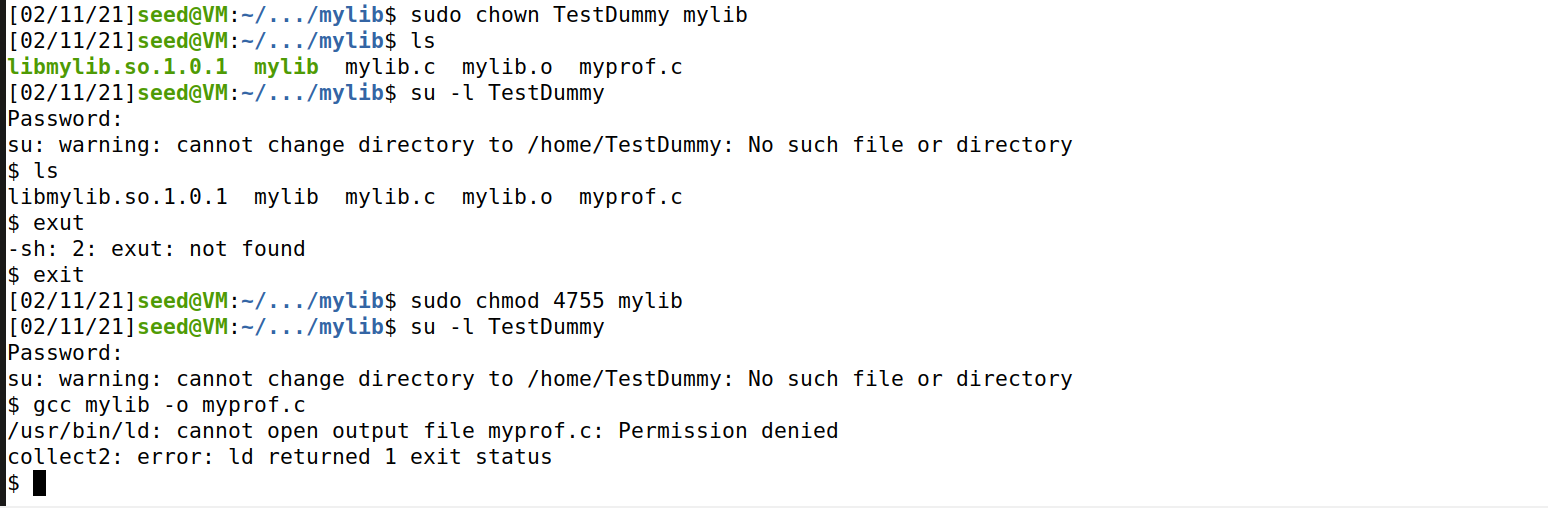 [02/11/21]seed@VM:~/.../mylib$ sudo chown TestDummy mylib
[02/11/21]seed@VM:~/.../mylib$ ls
libmylib.so.1.0.1  mylib  mylib.c  mylib.o  myprof.c
[02/11/21]seed@VM:~/.../mylib$ su -l TestDummy
Password:
su: warning: cannot change directory to /home/TestDummy: No such file or directory
$ ls
libmylib.so.1.0.1  mylib  mylib.c  mylib.o  myprof.c
$ exut
-sh: 2: exut: not found
$ exit
[02/11/21]seed@VM:~/.../mylib$ sudo chmod 4755 mylib
[02/11/21]seed@VM:~/.../mylib$ su -l TestDummy
Password:
su: warning: cannot change directory to /home/TestDummy: No such file or directory
$ gcc mylib -o myprof.c
/usr/bin/ld: cannot open output file myprof.c: Permission denied
collect2: error: ld returned 1 exit status
$